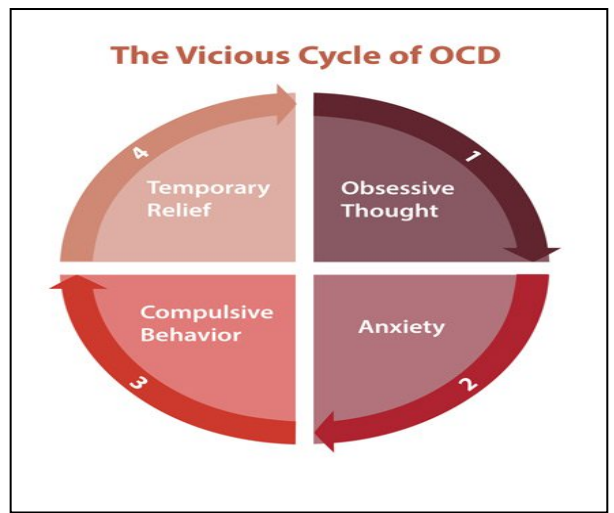 The Vicious Cycle of OCD
1
Obsessive
Thought
2
Anxiety
3
Compulsive
Behavior
4
Temporary
Relief